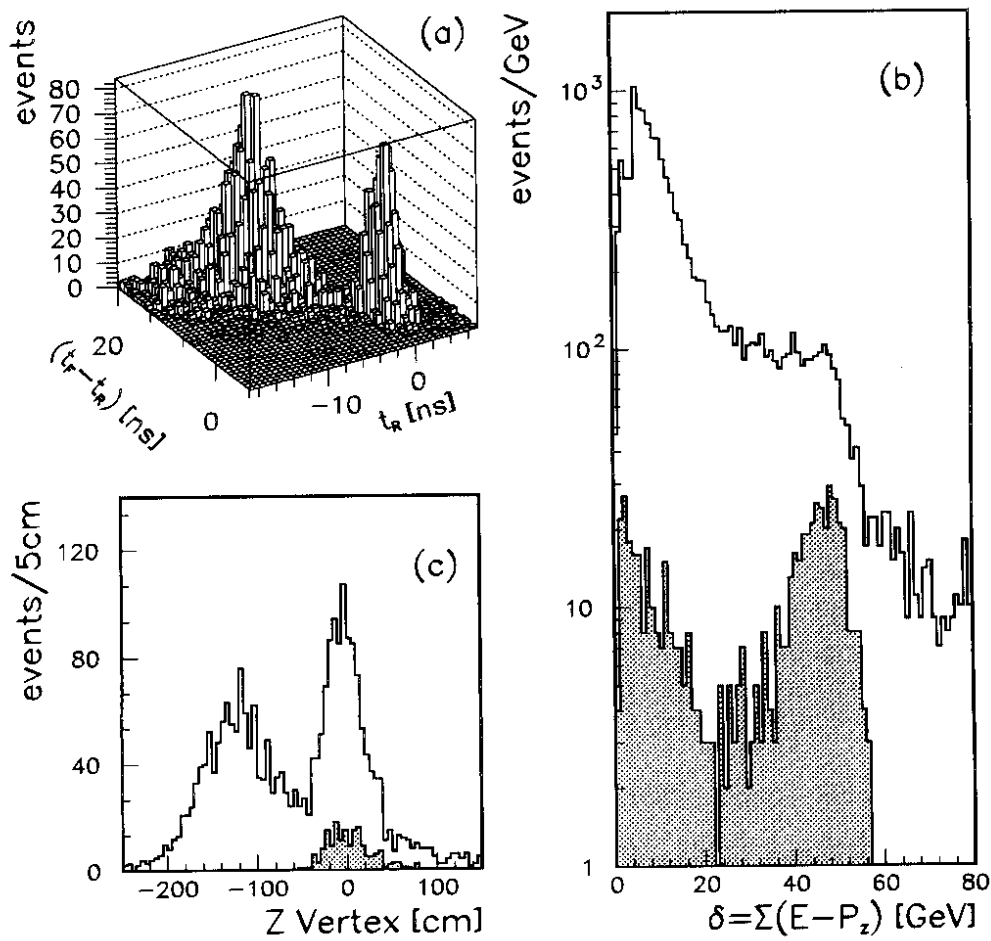 (a)
events
80
70
60
50
40
30
20
10
0
20
0
(t_F−t_R) [ns]
−10
0
t_R [ns]
(b)
events/GeV
10³
10²
10
1
0 20 40 60 80
δ=Σ(E−P_z) [GeV]
(c)
events/5cm
120
80
40
0
−200 −100 0 100
Z Vertex [cm]